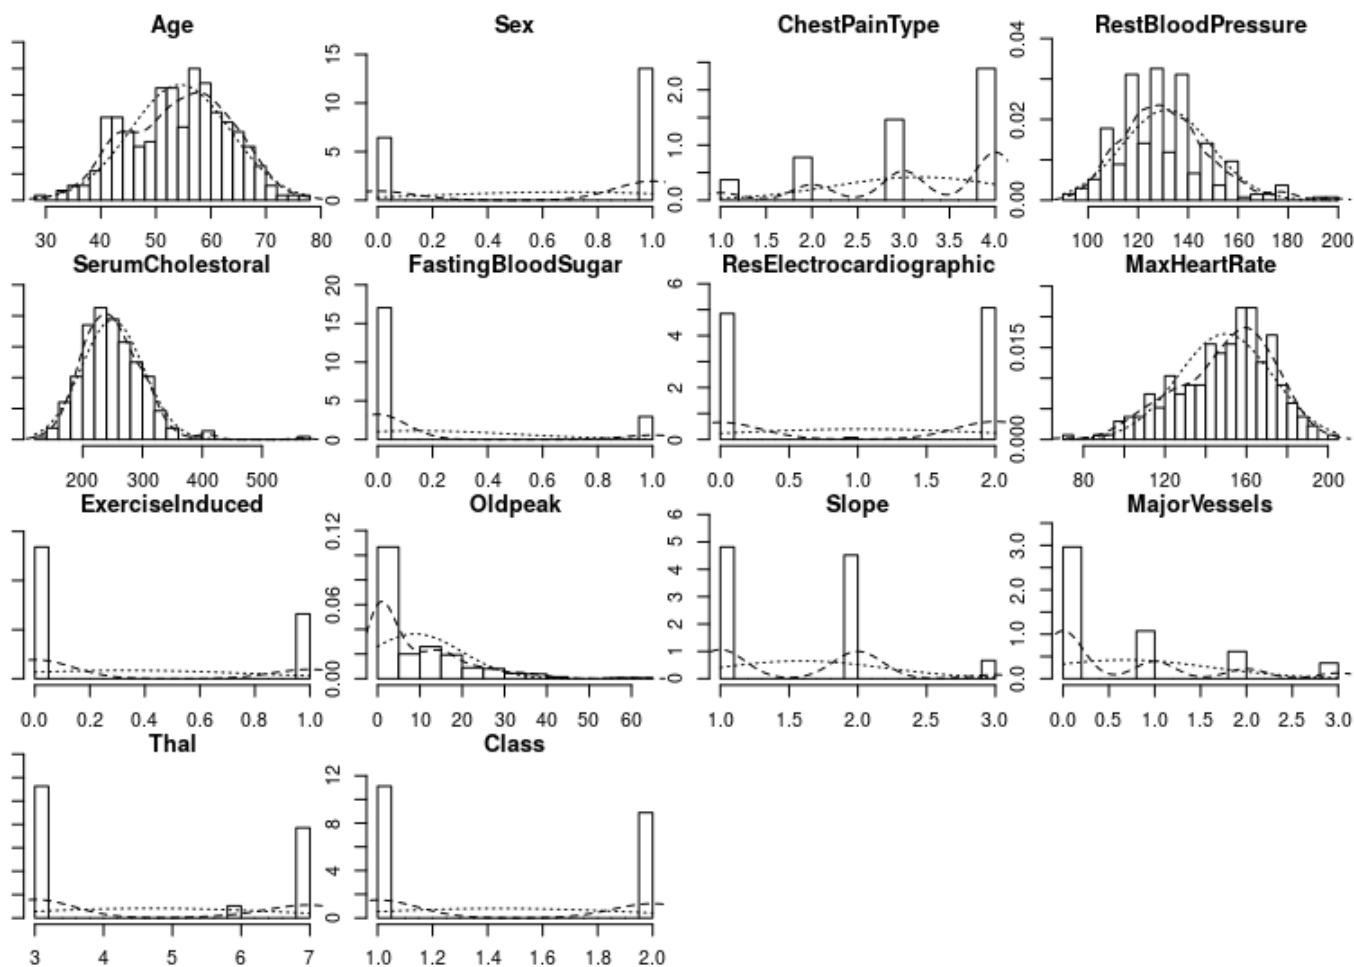 Age Sex ChestPainType RestBloodPressure
0 5 10 15
0.0 1.0 2.0
0.00 0.02 0.04
30 40 50 60 70 80
0.0 0.2 0.4 0.6 0.8 1.0
1.0 1.5 2.0 2.5 3.0 3.5 4.0
100 120 140 160 180 200
SerumCholestoral FastingBloodSugar ResElectrocardiographic MaxHeartRate
0 5 10 15 20
0 2 4 6
0.000 0.015
200 300 400 500
0.0 0.2 0.4 0.6 0.8 1.0
0.0 0.5 1.0 1.5 2.0
80 120 160 200
ExerciseInduced Oldpeak Slope MajorVessels
0.00 0.06 0.12
0 1 2 3 4 5 6
0.0 1.0 2.0 3.0
0.0 0.2 0.4 0.6 0.8 1.0
0 10 20 30 40 50 60
1.0 1.5 2.0 2.5 3.0
0.0 0.5 1.0 1.5 2.0 2.5 3.0
Thal Class
0 4 8 12
3 4 5 6 7
1.0 1.2 1.4 1.6 1.8 2.0